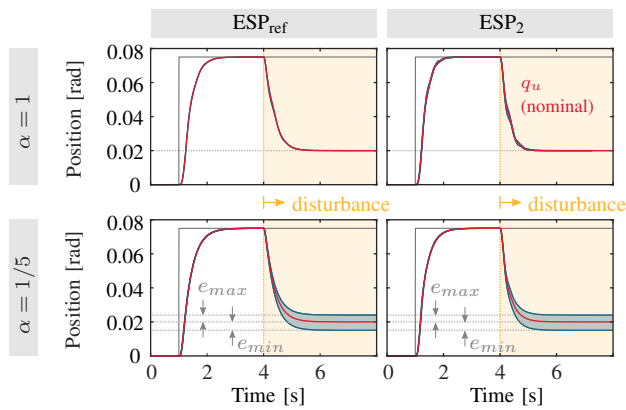 ESP_ref ESP_2
α = 1
Position [rad]
0.08
0.06
0.04
0.02
0
q_u
(nominal)
disturbance disturbance
α = 1/5
Position [rad]
0.08
0.06
0.04
0.02
0
e_max e_max
e_min e_min
0 2 4 6 0 2 4 6
Time [s] Time [s]